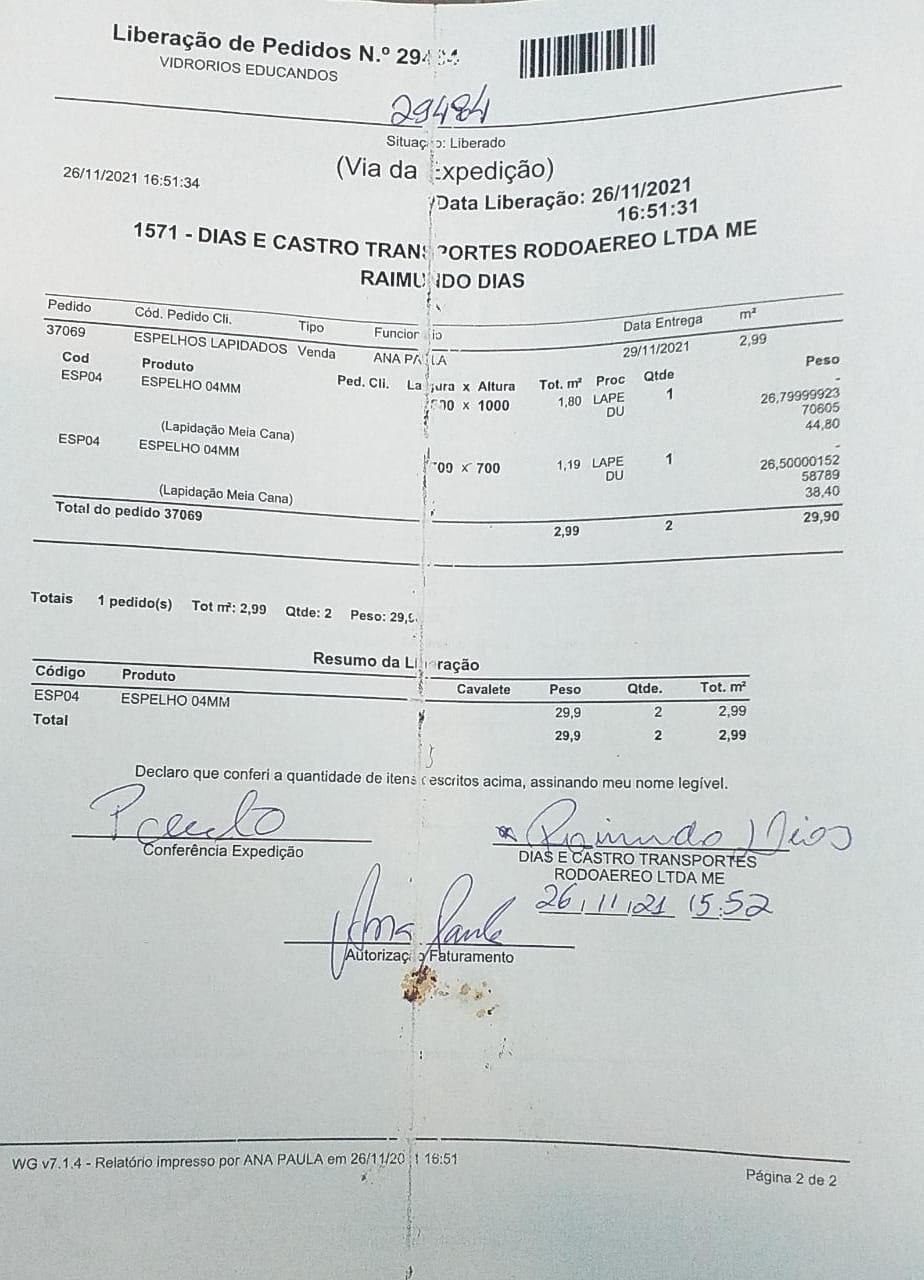 Liberação de Pedidos N.º 29484
VIDRORIOS EDUCANDOS
29484
Situação: Liberado
(Via da Expedição)
26/11/2021 16:51:34
Data Liberação: 26/11/2021
16:51:31
1571 - DIAS E CASTRO TRANSPORTES RODOAEREO LTDA ME
RAIMUNDO DIAS
Pedido Cód. Pedido Cli. Tipo Funcionário Data Entrega m²
37069 ESPELHOS LAPIDADOS Venda ANA PAULA 29/11/2021 2,99
Cod Produto Ped. Cli. Largura x Altura Tot. m² Proc Qtde Peso
ESP04 ESPELHO 04MM x 1000 1,80 LAPE 1 -
DU 26,79999923
70605
(Lapidação Meia Cana) 44,80
ESP04 ESPELHO 04MM x 700 1,19 LAPE 1 -
DU 26,50000152
58789
(Lapidação Meia Cana) 38,40
Total do pedido 37069 2,99 2 29,90
Totais 1 pedido(s) Tot m²: 2,99 Qtde: 2 Peso: 29,9
Resumo da Liberação
Código Produto Cavalete Peso Qtde. Tot. m²
ESP04 ESPELHO 04MM 29,9 2 2,99
Total 29,9 2 2,99
Declaro que conferi a quantidade de itens descritos acima, assinando meu nome legível.
Raimundo Dias
Conferência Expedição
DIAS E CASTRO TRANSPORTES
RODOAEREO LTDA ME
26/11/21 15:52
Ana Paula
Autorização Faturamento
WG v7.1.4 - Relatório impresso por ANA PAULA em 26/11/2021 16:51
Página 2 de 2